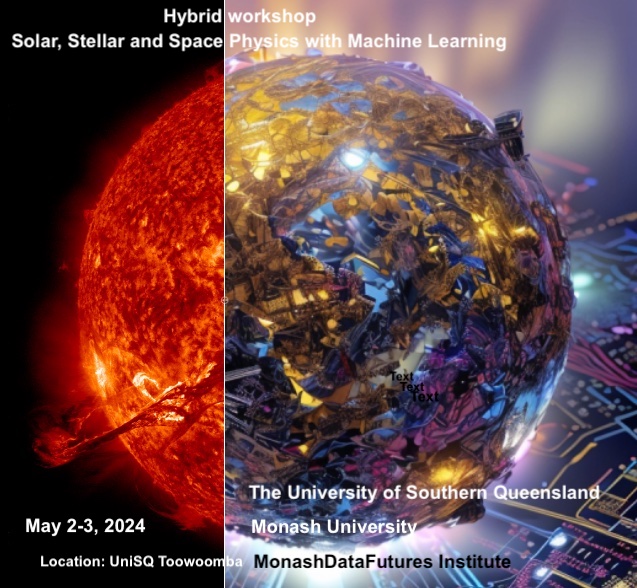 Hybrid workshop
Solar, Stellar and Space Physics with Machine Learning
Text
Text
Text
The University of Southern Queensland
May 2-3, 2024 Monash University
Location: UniSQ Toowoomba MonashDataFutures Institute